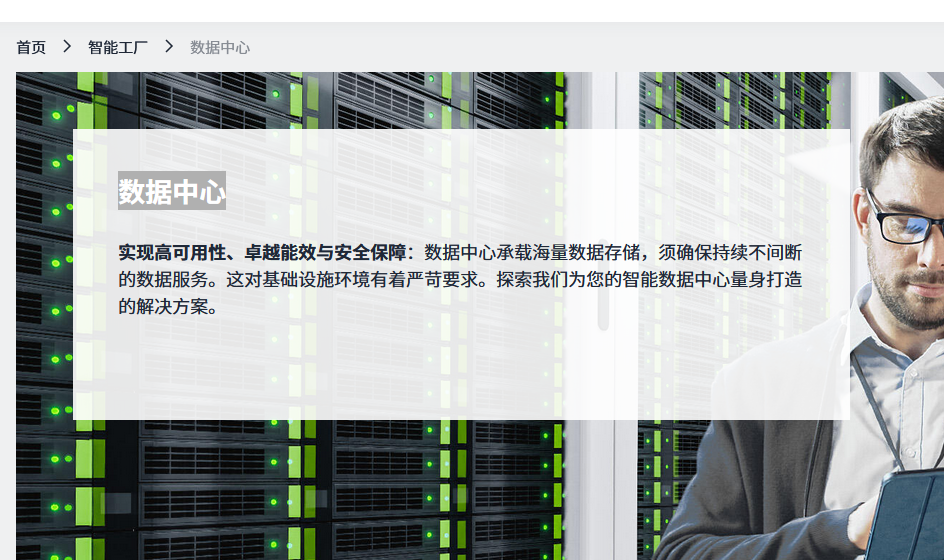 首页 > 智能工厂 > 数据中心
数据中心
实现高可用性、卓越能效与安全保障：数据中心承载海量数据存储，须确保持续不间断
的数据服务。这对基础设施环境有着严苛要求。探索我们为您的智能数据中心量身打造
的解决方案。